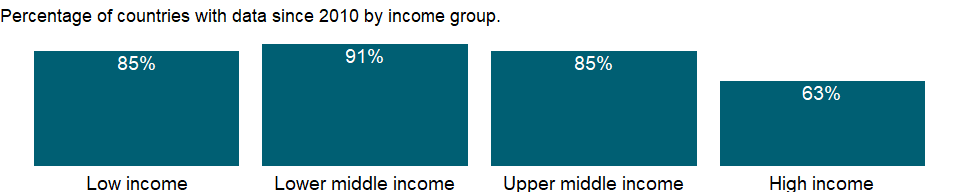 Percentage of countries with data since 2010 by income group.
85% 91% 85% 63%
Low income Lower middle income Upper middle income High income